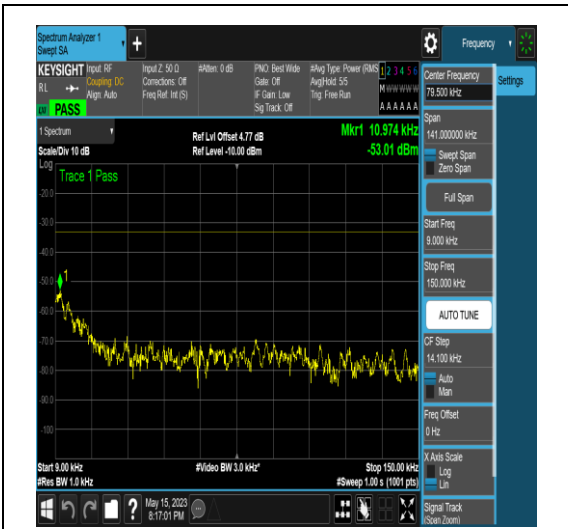 Spectrum Analyzer 1
Swept SA
Frequency
KEYSIGHT
RL
PASS
Input: RF
Coupling: DC
Align: Auto
Input Z: 50 Ω
Corrections: Off
Freq Ref: Int (S)
#Atten: 0 dB
PNO: Best Wide
Gate: Off
IF Gain: Low
Sig Track: Off
#Avg Type: Power (RMS
Avg|Hold: 5/5
Trig: Free Run
1 2 3 4 5 6
M W W W W W
A A A A A A
1 Spectrum
Scale/Div 10 dB
Ref Lvl Offset 4.77 dB
Ref Level -10.00 dBm
Mkr1 10.974 kHz
-53.01 dBm
Log
Trace 1 Pass
-20.0
-30.0
-40.0
-50.0
-60.0
-70.0
-80.0
-90.0
-100
1
Start 9.00 kHz
#Res BW 1.0 kHz
#Video BW 3.0 kHz*
Stop 150.00 kHz
#Sweep 1.00 s (1001 pts)
May 15, 2023
8:17:01 PM
Center Frequency
79.500 kHz
Settings
Span
141.000000 kHz
Swept Span
Zero Span
Full Span
Start Freq
9.000 kHz
Stop Freq
150.000 kHz
AUTO TUNE
CF Step
14.100 kHz
Auto
Man
Freq Offset
0 Hz
X Axis Scale
Log
Lin
Signal Track
(Span Zoom)